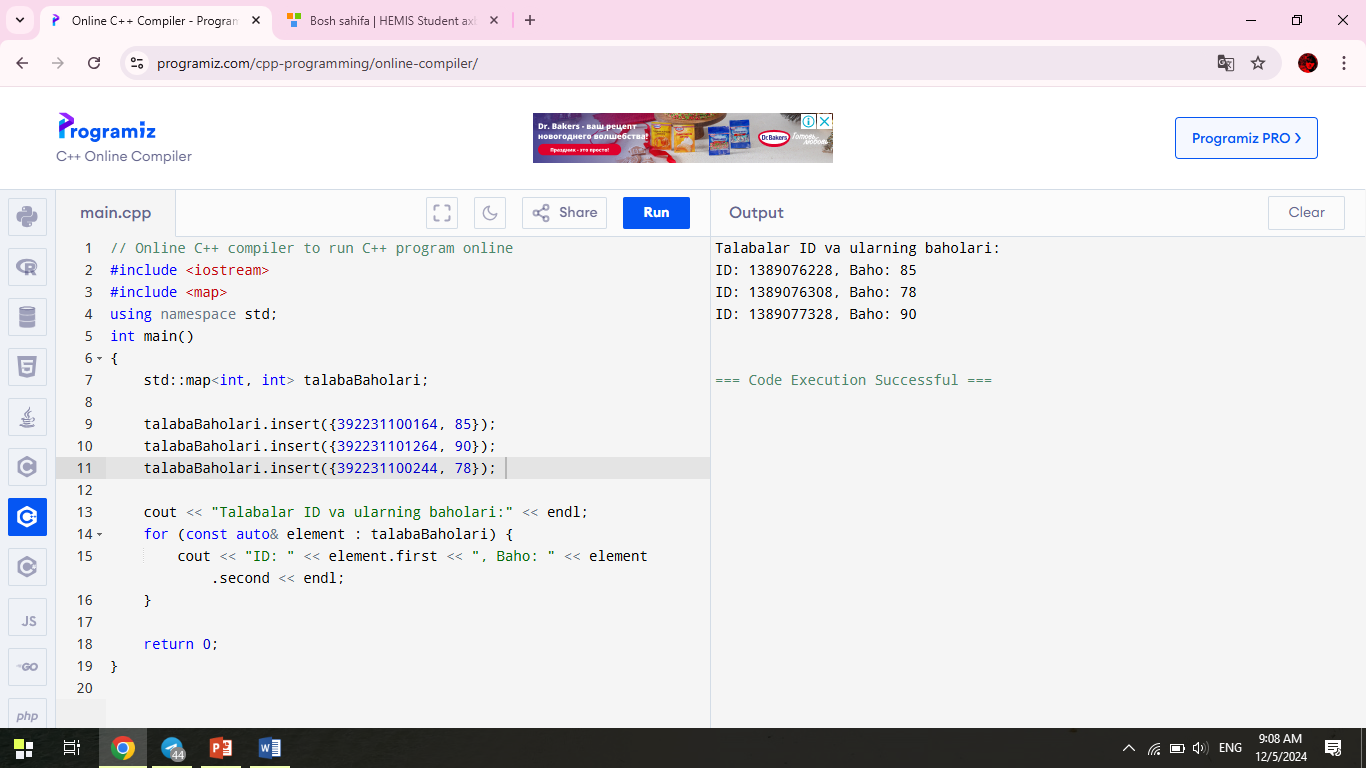 Online C++ Compiler - Program
Bosh sahifa | HEMIS Student axb
programiz.com/cpp-programming/online-compiler/
Programiz
C++ Online Compiler
Dr. Bakers - ваш рецепт
новогоднего волшебства!
Праздник - это просто!
Dr.Bakers
Готовь
любовь
Programiz PRO
main.cpp
Share
Run
Output
Clear
1 // Online C++ compiler to run C++ program online
2 #include <iostream>
3 #include <map>
4 using namespace std;
5 int main()
6 {
7 std::map<int, int> talabaBaholari;
8
9 talabaBaholari.insert({392231100164, 85});
10 talabaBaholari.insert({392231101264, 90});
11 talabaBaholari.insert({392231100244, 78});
12
13 cout << "Talabalar ID va ularning baholari:" << endl;
14 for (const auto& element : talabaBaholari) {
15 cout << "ID: " << element.first << ", Baho: " << element
.second << endl;
16 }
17
18 return 0;
19 }
20
Talabalar ID va ularning baholari:
ID: 1389076228, Baho: 85
ID: 1389076308, Baho: 78
ID: 1389077328, Baho: 90
=== Code Execution Successful ===
JS
GO
php
44
ENG
9:08 AM
12/5/2024